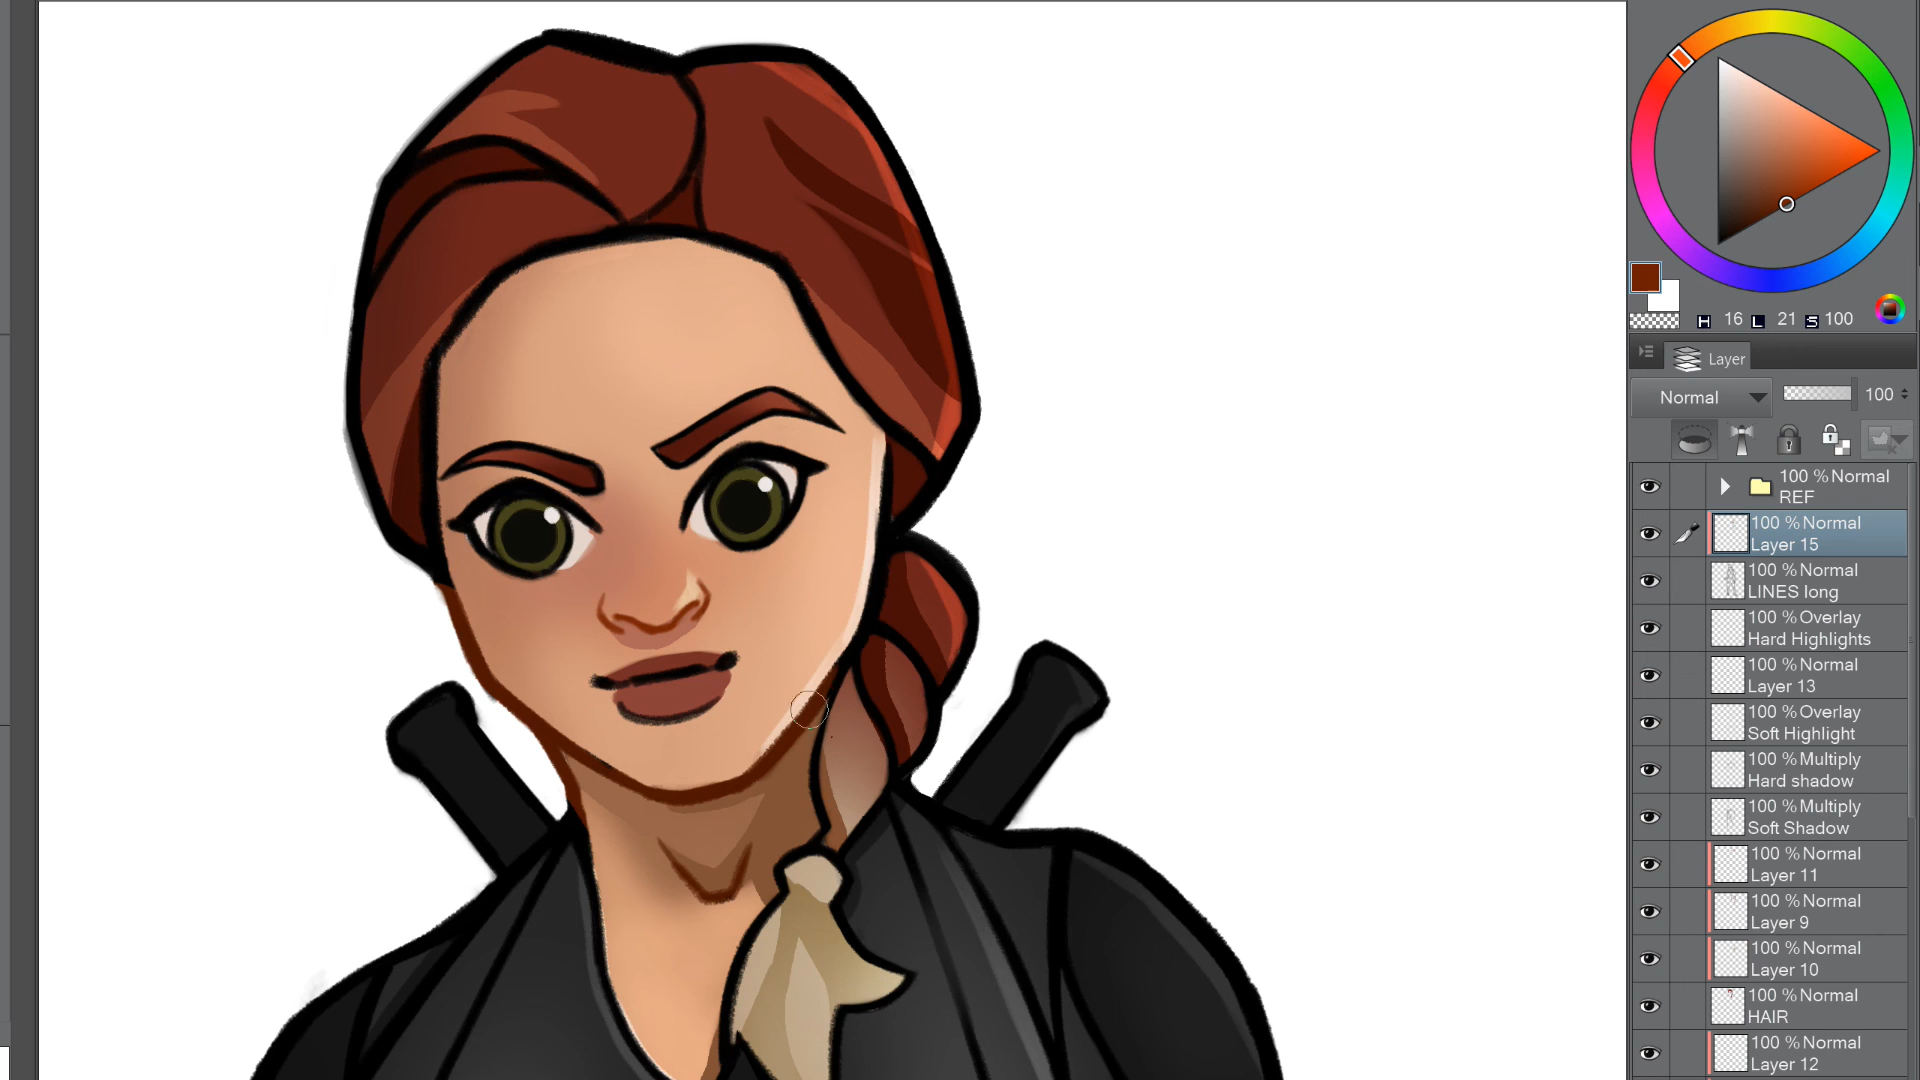 H 16 L 21 S 100
Layer
Normal 100
100 %Normal
REF
100 %Normal
Layer 15
100 %Normal
LINES long
100 %Overlay
Hard Highlights
100 %Normal
Layer 13
100 %Overlay
Soft Highlight
100 %Multiply
Hard shadow
100 %Multiply
Soft Shadow
100 %Normal
Layer 11
100 %Normal
Layer 9
100 %Normal
Layer 10
100 %Normal
HAIR
100 %Normal
Layer 12